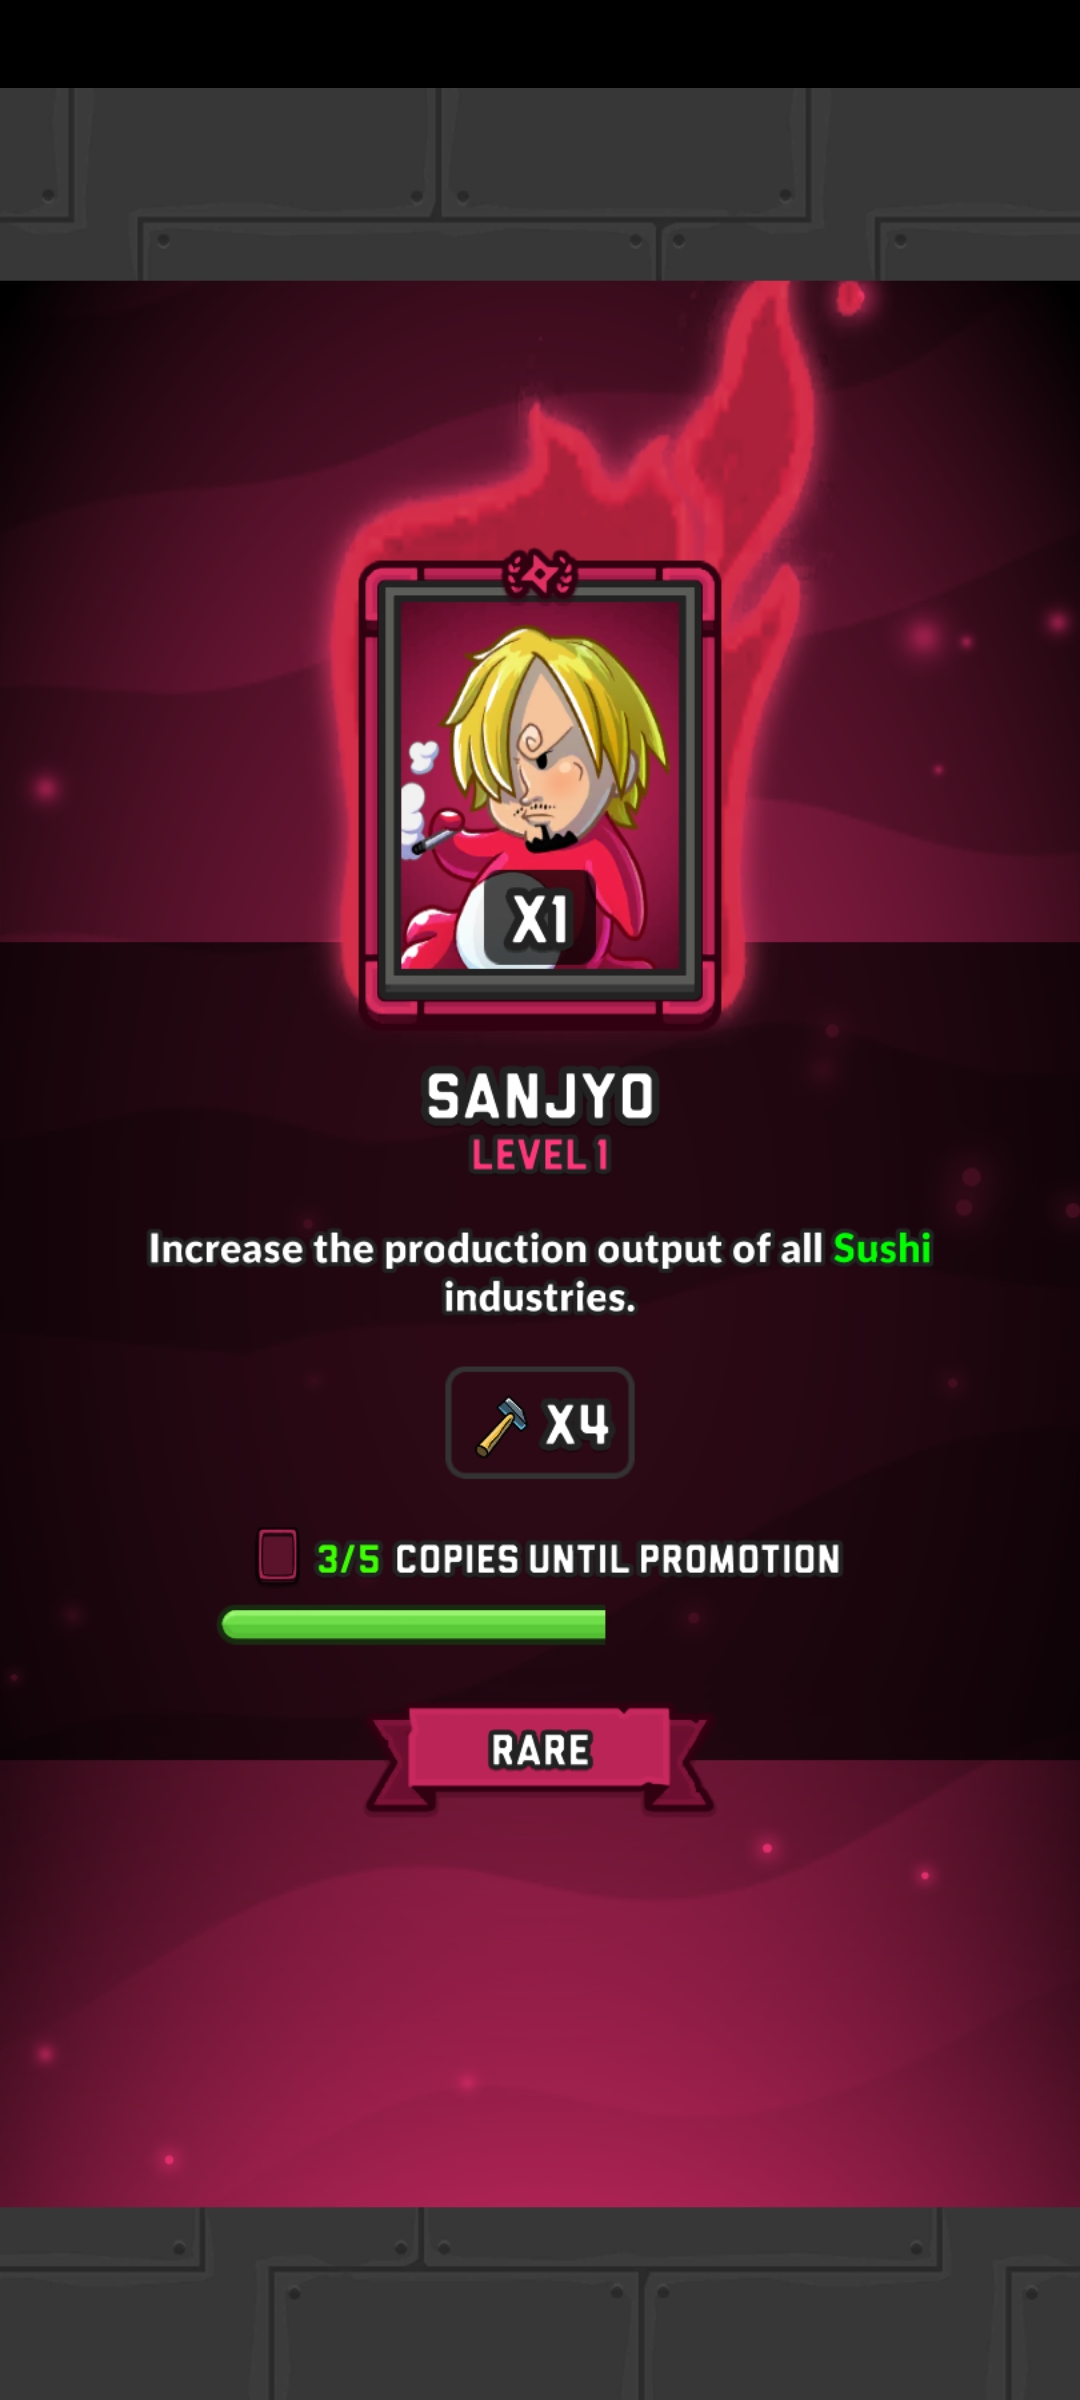 X1
SANJYO
LEVEL 1
Increase the production output of all Sushi
industries.
X4
3/5 COPIES UNTIL PROMOTION
RARE